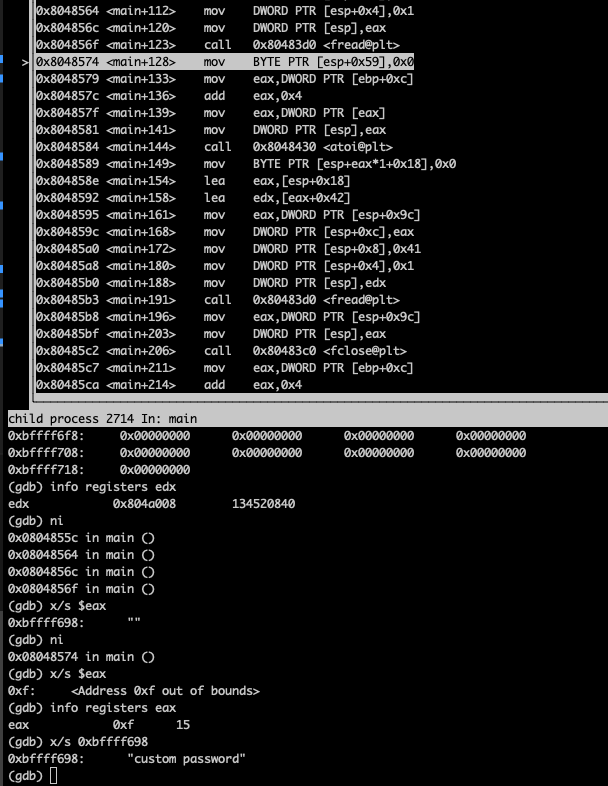 0x8048564 <main+112>    mov    DWORD PTR [esp+0x4],0x1
0x804856c <main+120>    mov    DWORD PTR [esp],eax
0x804856f <main+123>    call   0x80483d0 <fread@plt>
>0x8048574 <main+128>    mov    BYTE PTR [esp+0x59],0x0
0x8048579 <main+133>    mov    eax,DWORD PTR [ebp+0xc]
0x804857c <main+136>    add    eax,0x4
0x804857f <main+139>    mov    eax,DWORD PTR [eax]
0x8048581 <main+141>    mov    DWORD PTR [esp],eax
0x8048584 <main+144>    call   0x8048430 <atoi@plt>
0x8048589 <main+149>    mov    BYTE PTR [esp+eax*1+0x18],0x0
0x804858e <main+154>    lea    eax,[esp+0x18]
0x8048592 <main+158>    lea    edx,[eax+0x42]
0x8048595 <main+161>    mov    eax,DWORD PTR [esp+0x9c]
0x804859c <main+168>    mov    DWORD PTR [esp+0xc],eax
0x80485a0 <main+172>    mov    DWORD PTR [esp+0x8],0x41
0x80485a8 <main+180>    mov    DWORD PTR [esp+0x4],0x1
0x80485b0 <main+188>    mov    DWORD PTR [esp],edx
0x80485b3 <main+191>    call   0x80483d0 <fread@plt>
0x80485b8 <main+196>    mov    eax,DWORD PTR [esp+0x9c]
0x80485bf <main+203>    mov    DWORD PTR [esp],eax
0x80485c2 <main+206>    call   0x80483c0 <fclose@plt>
0x80485c7 <main+211>    mov    eax,DWORD PTR [ebp+0xc]
0x80485ca <main+214>    add    eax,0x4
child process 2714 In: main
0xbffff6f8:     0x00000000      0x00000000      0x00000000      0x00000000
0xbffff708:     0x00000000      0x00000000      0x00000000      0x00000000
0xbffff718:     0x00000000
(gdb) info registers edx
edx            0x804a008        134520840
(gdb) ni
0x0804855c in main ()
0x08048564 in main ()
0x0804856c in main ()
0x0804856f in main ()
(gdb) x/s $eax
0xbffff698:      ""
(gdb) ni
0x08048574 in main ()
(gdb) x/s $eax
0xf:     <Address 0xf out of bounds>
(gdb) info registers eax
eax            0xf      15
(gdb) x/s 0xbffff698
0xbffff698:      "custom password"
(gdb)